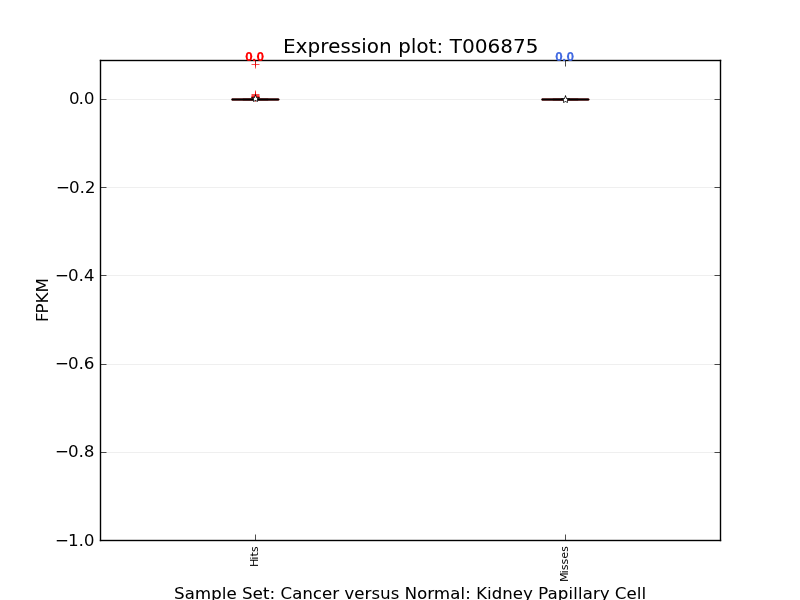 Expression plot: T006875
0.0 0.0
0.0
−0.2
−0.4
−0.6
−0.8
−1.0
FPKM
Hits
Misses
Sample Set: Cancer versus Normal: Kidney Papillary Cell